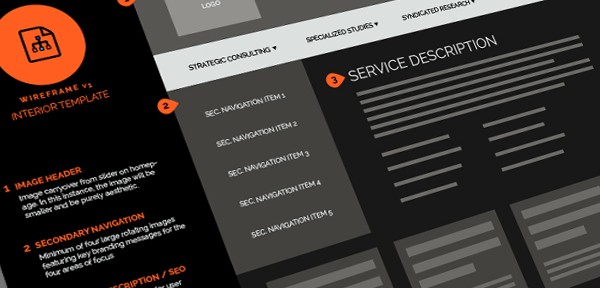 WIREFRAME V1
INTERIOR TEMPLATE
1 IMAGE HEADER
Image carryover from slider on homep-
age. In this instance, the image will be
smaller and be purely aesthetic.
2 SECONDARY NAVIGATION
Minimum of four large rotating images
featuring key branding messages for the
four areas of focus
CRIPTION / SEO
user
LOGO
STRATEGIC CONSULTING ▼
SPECIALIZED STUDIES ▼
SYNDICATED RESEARCH ▼
2
SEC. NAVIGATION ITEM 1
SEC. NAVIGATION ITEM 2
SEC. NAVIGATION ITEM 3
SEC. NAVIGATION ITEM 4
SEC. NAVIGATION ITEM 5
3 SERVICE DESCRIPTION